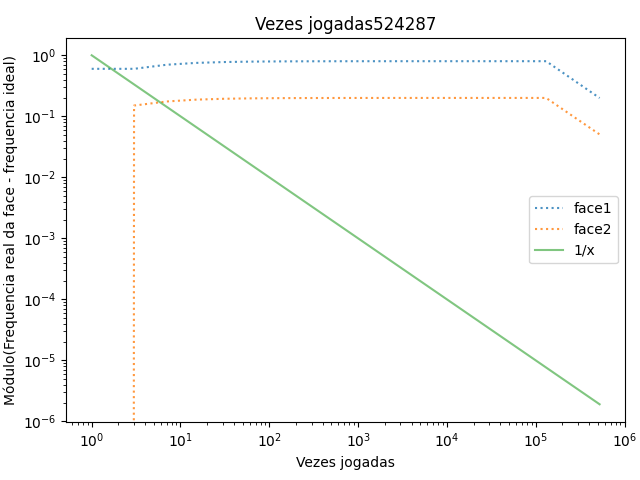 Vezes jogadas524287
Módulo(Frequencia real da face - frequencia ideal)
10^0
10^-1
10^-2
10^-3
10^-4
10^-5
10^-6
face1
face2
1/x
10^0 10^1 10^2 10^3 10^4 10^5 10^6
Vezes jogadas